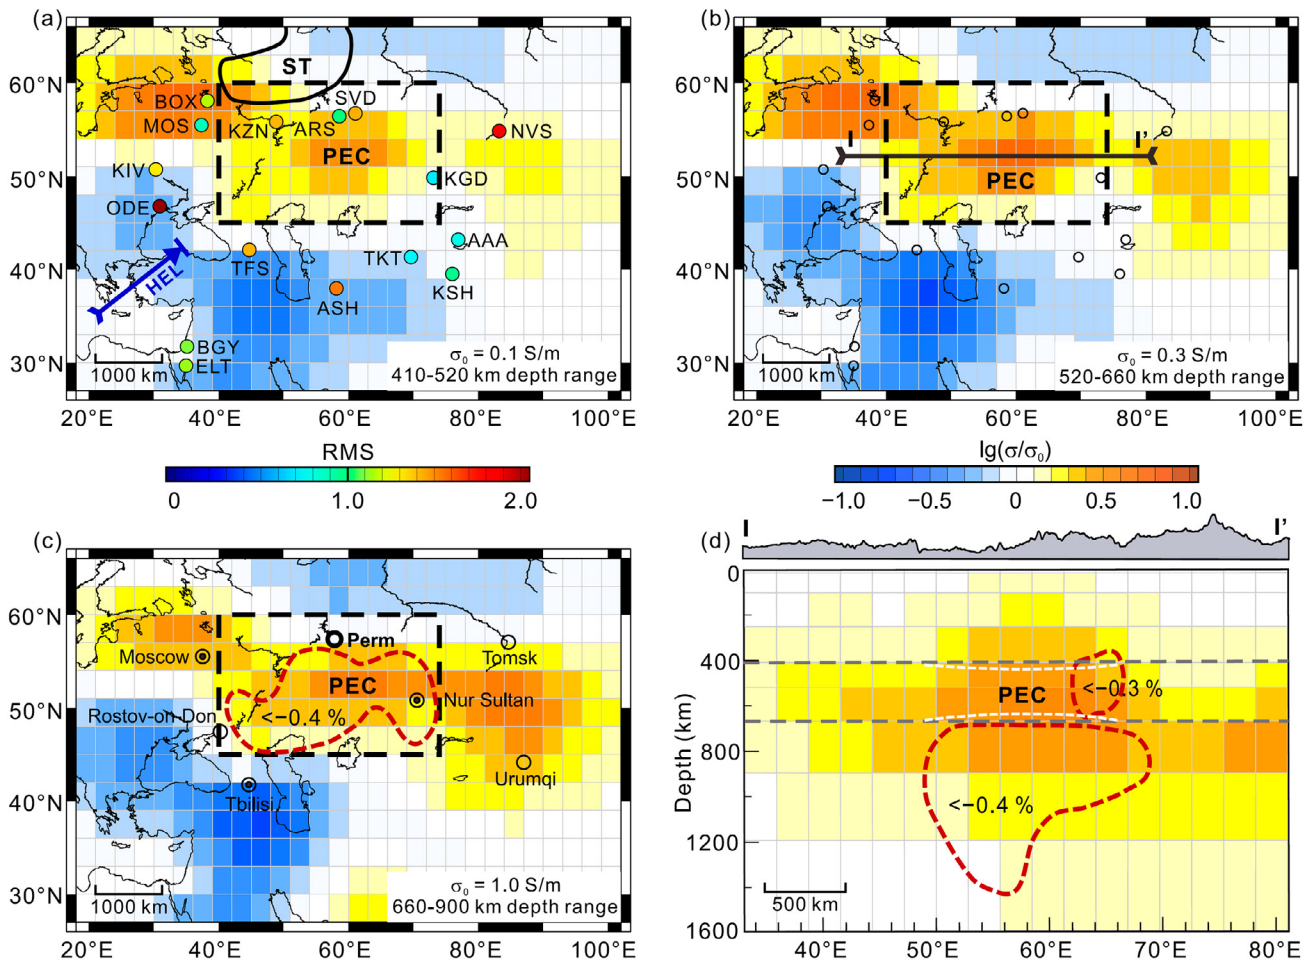 (a)
ST
60°N
BOX
SVD
MOS
KZN
ARS
NVS
PEC
KIV
50°N
KGD
ODE
AAA
HEL
TFS
TKT
40°N
KSH
ASH
BGY
ELT
30°N
1000 km
σ₀ = 0.1 S/m
410-520 km depth range
20°E
40°E
60°E
80°E
100°E
(b)
60°N
I
I'
50°N
PEC
40°N
30°N
1000 km
σ₀ = 0.3 S/m
520-660 km depth range
20°E
40°E
60°E
80°E
100°E
RMS
0
1.0
2.0
lg(σ/σ₀)
−1.0
−0.5
0
0.5
1.0
(c)
60°N
Perm
Moscow
Tomsk
PEC
Nur Sultan
50°N
Rostov-on-Don
<−0.4 %
Urumqi
40°N
Tbilisi
30°N
1000 km
σ₀ = 1.0 S/m
660-900 km depth range
20°E
40°E
60°E
80°E
100°E
I
(d)
I'
0
400
PEC
<−0.3 %
Depth (km)
800
<−0.4 %
1200
500 km
1600
40°E
50°E
60°E
70°E
80°E